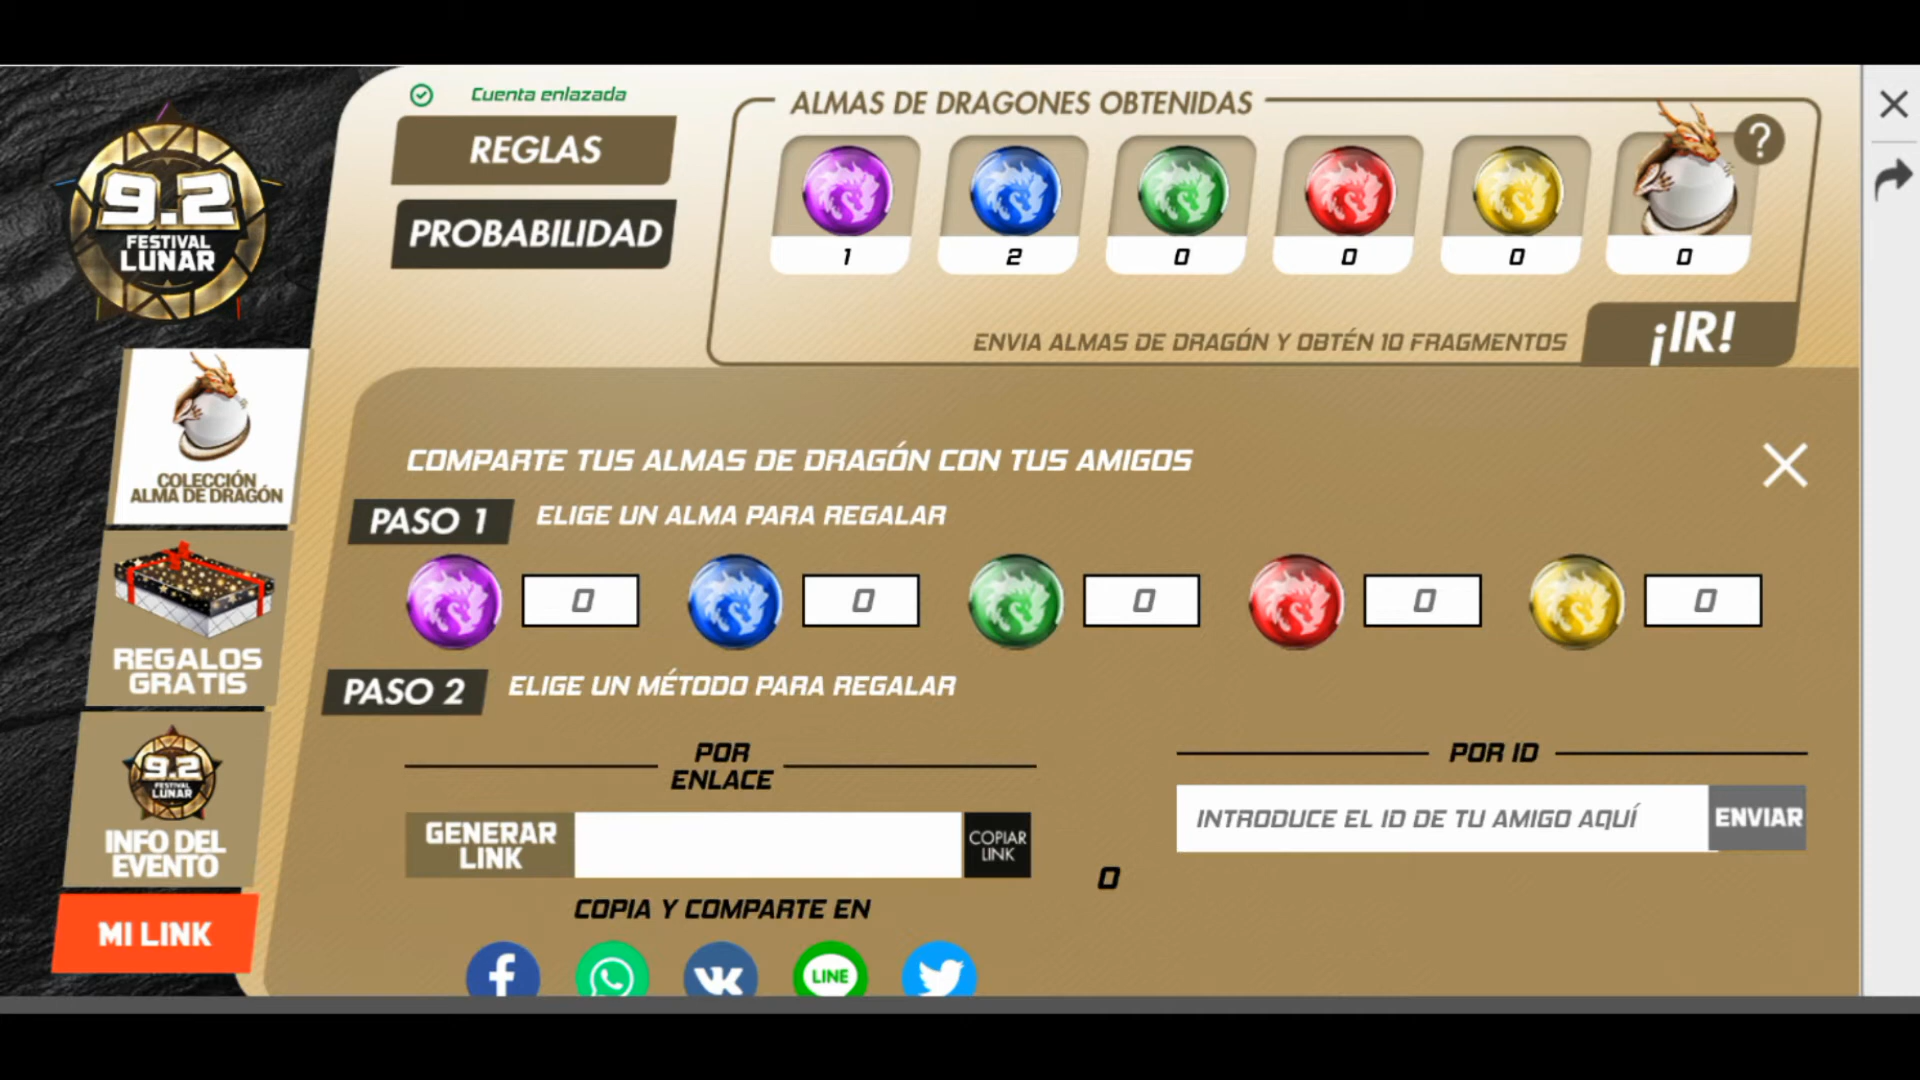 Cuenta enlazada
REGLAS
PROBABILIDAD
ALMAS DE DRAGONES OBTENIDAS
?
1
2
0
0
0
0
ENVIA ALMAS DE DRAGÓN Y OBTÉN 10 FRAGMENTOS
¡IR!
9.2
FESTIVAL
LUNAR
COLECCIÓN
ALMA DE DRAGÓN
REGALOS
GRATIS
9.2
FESTIVAL
LUNAR
INFO DEL
EVENTO
MI LINK
COMPARTE TUS ALMAS DE DRAGÓN CON TUS AMIGOS
PASO 1
ELIGE UN ALMA PARA REGALAR
0
0
0
0
0
PASO 2
ELIGE UN MÉTODO PARA REGALAR
POR
ENLACE
GENERAR
LINK
COPIAR
LINK
COPIA Y COMPARTE EN
LINE
0
POR ID
INTRODUCE EL ID DE TU AMIGO AQUÍ
ENVIAR